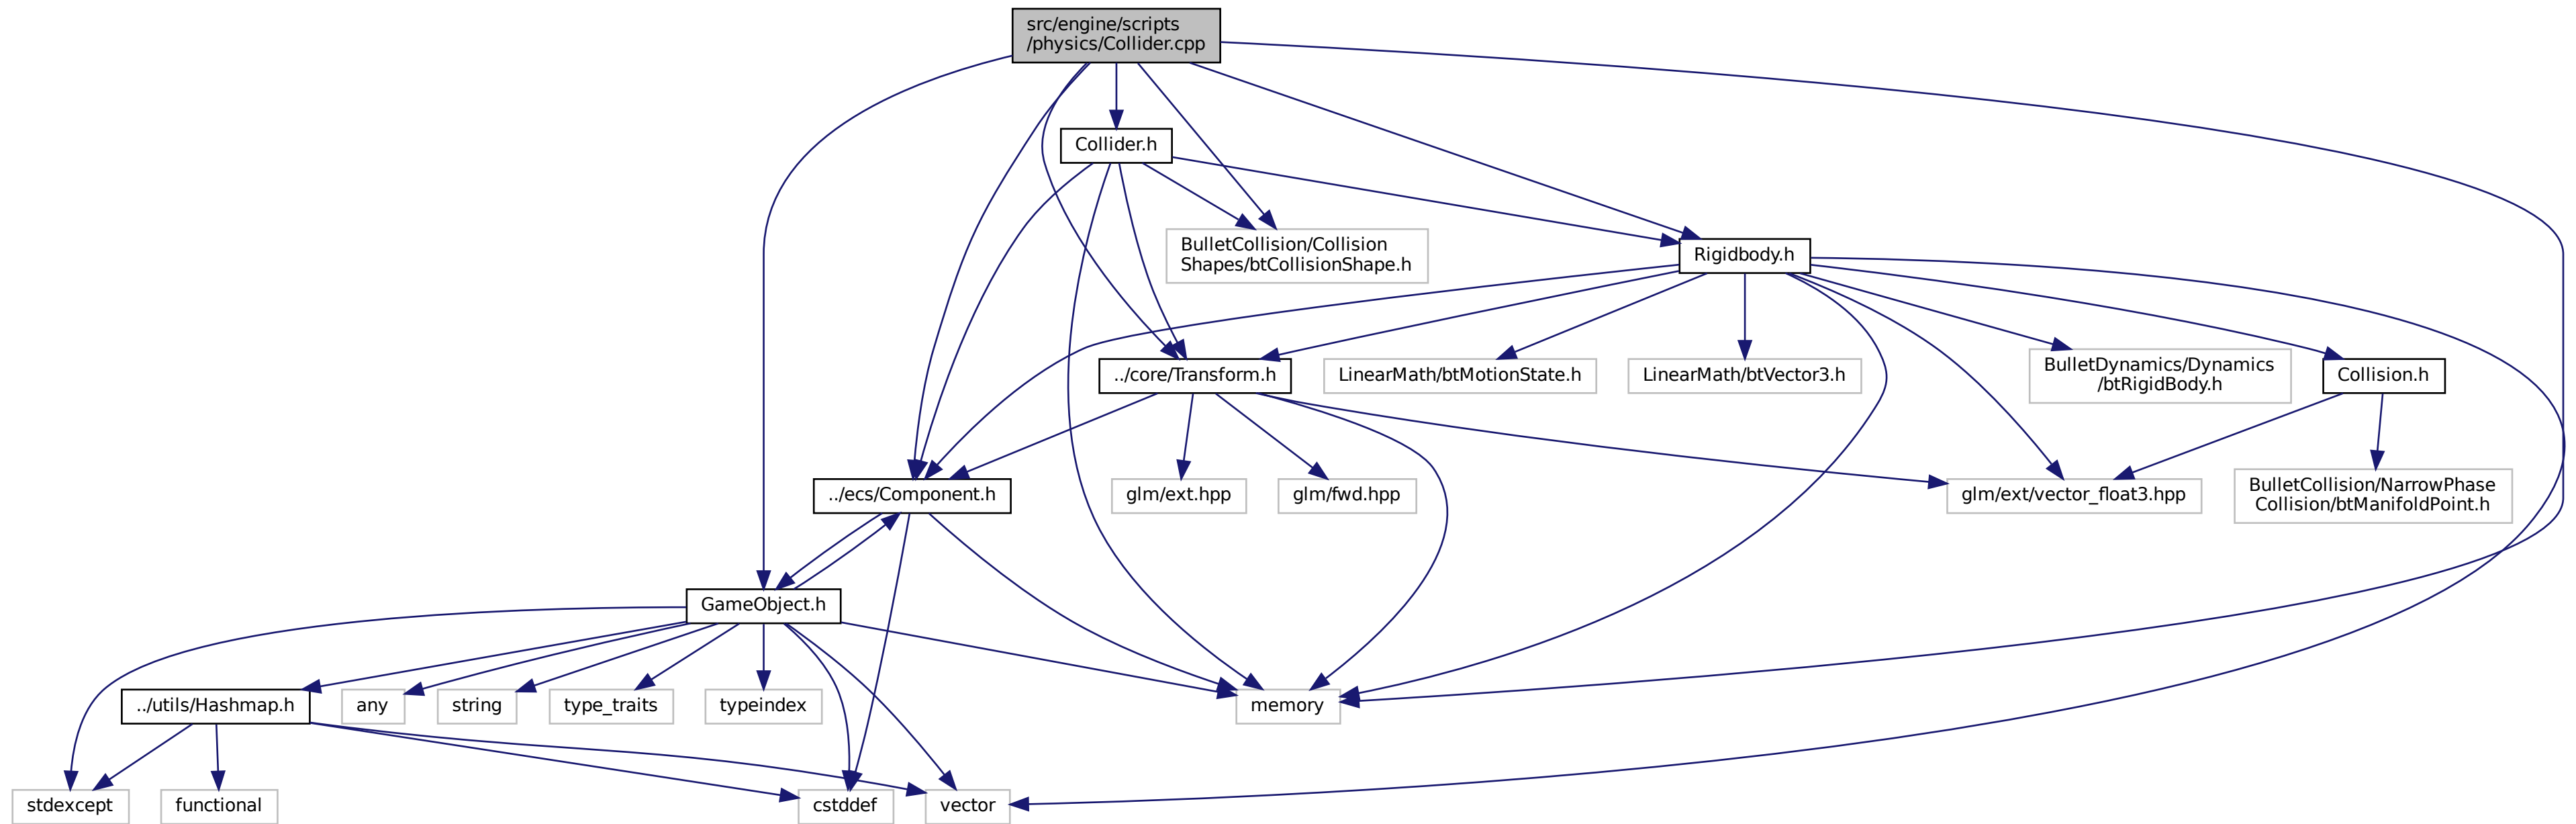 src/engine/scripts
/physics/Collider.cpp
Collider.h
BulletCollision/Collision
Shapes/btCollisionShape.h
Rigidbody.h
../core/Transform.h
LinearMath/btMotionState.h
LinearMath/btVector3.h
BulletDynamics/Dynamics
/btRigidBody.h
Collision.h
../ecs/Component.h
glm/ext.hpp
glm/fwd.hpp
glm/ext/vector_float3.hpp
BulletCollision/NarrowPhase
Collision/btManifoldPoint.h
GameObject.h
../utils/Hashmap.h
any
string
type_traits
typeindex
memory
stdexcept
functional
cstddef
vector